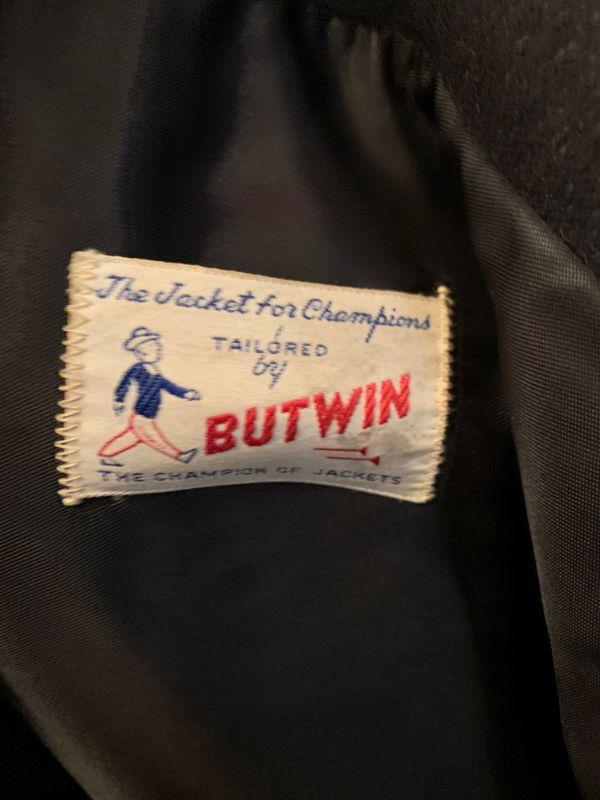 The Jacket for Champions
TAILORED
by
BUTWIN
THE CHAMPION OF JACKETS